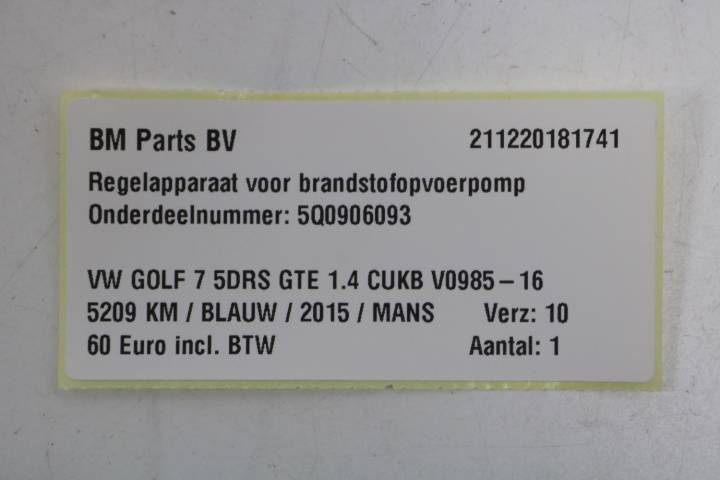 BM Parts BV 211220181741
Regelapparaat voor brandstofopvoerpomp
Onderdeelnummer: 5Q0906093
VW GOLF 7 5DRS GTE 1.4 CUKB V0985-16
5209 KM / BLAUW / 2015 / MANS Verz: 10
60 Euro incl. BTW Aantal: 1